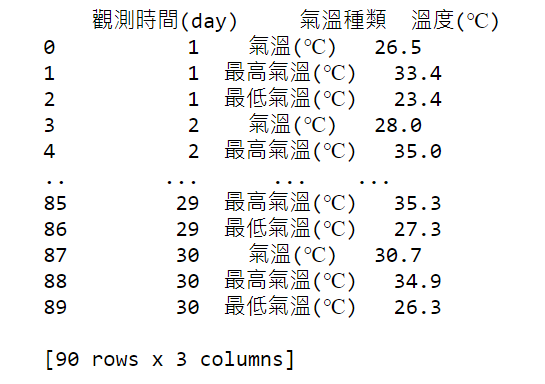 觀測時間(day) 氣溫種類 溫度(℃)
0 1 氣溫(℃) 26.5
1 1 最高氣溫(℃) 33.4
2 1 最低氣溫(℃) 23.4
3 2 氣溫(℃) 28.0
4 2 最高氣溫(℃) 35.0
.. ... ... ...
85 29 最高氣溫(℃) 35.3
86 29 最低氣溫(℃) 27.3
87 30 氣溫(℃) 30.7
88 30 最高氣溫(℃) 34.9
89 30 最低氣溫(℃) 26.3
[90 rows x 3 columns]